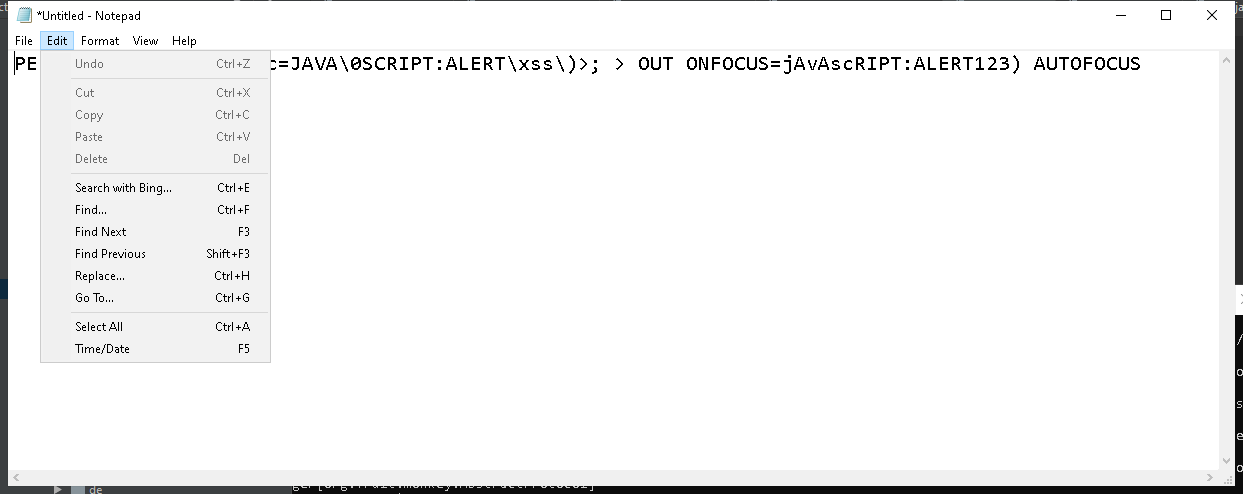 *Untitled - Notepad
File Edit Format View Help
PE c=JAVA\0SCRIPT:ALERT\xss\)>; > OUT ONFOCUS=jAvAscRIPT:ALERT123) AUTOFOCUS
Undo Ctrl+Z
Cut Ctrl+X
Copy Ctrl+C
Paste Ctrl+V
Delete Del
Search with Bing... Ctrl+E
Find... Ctrl+F
Find Next F3
Find Previous Shift+F3
Replace... Ctrl+H
Go To... Ctrl+G
Select All Ctrl+A
Time/Date F5
de